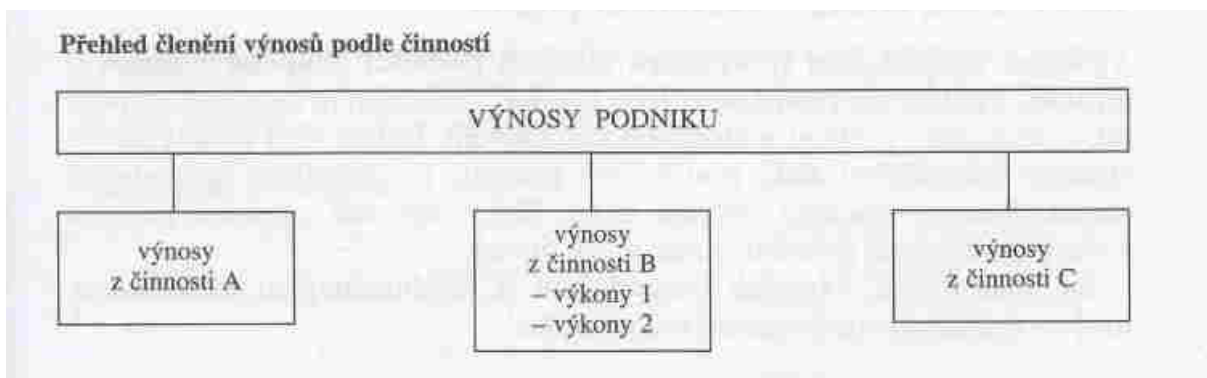 Přehled členění výnosů podle činností
VÝNOSY PODNIKU
výnosy
z činnosti A
výnosy
z činnosti B
– výkony 1
– výkony 2
výnosy
z činnosti C